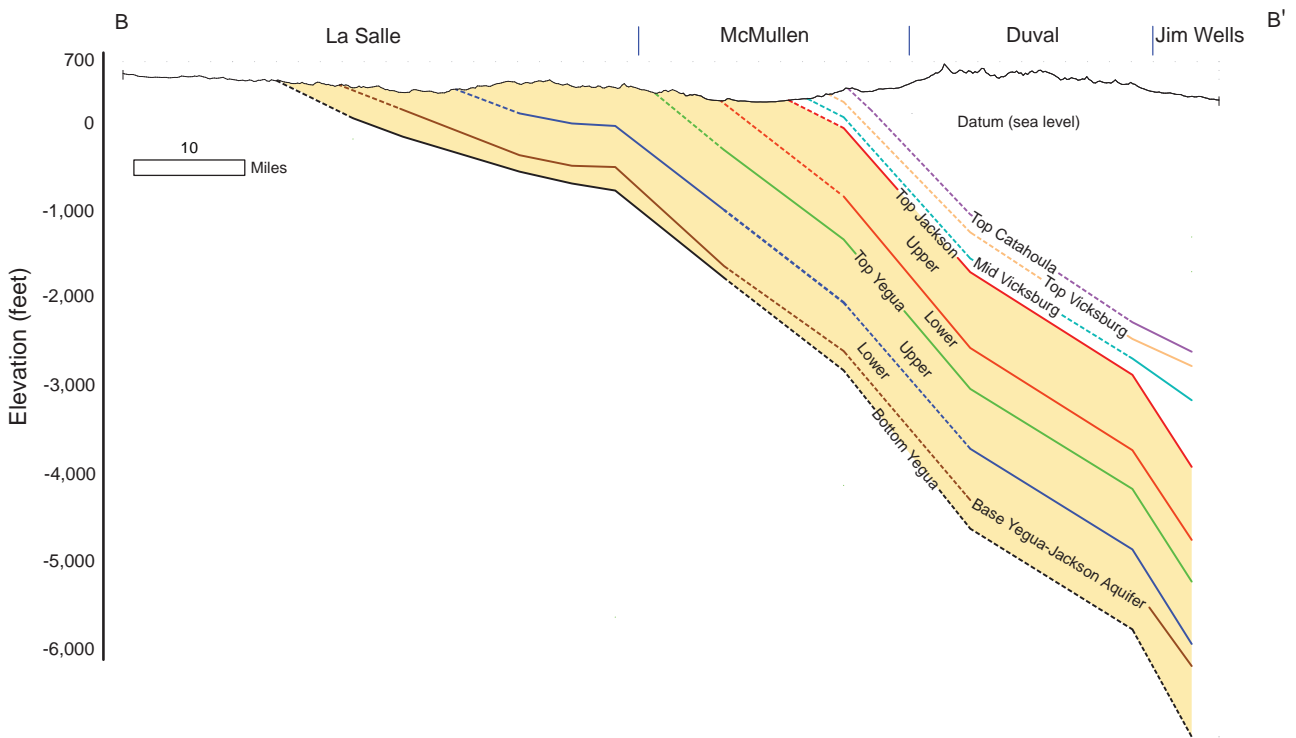 B
B'
La Salle
McMullen
Duval
Jim Wells
700
0
-1,000
-2,000
-3,000
-4,000
-5,000
-6,000
Elevation (feet)
10
Miles
Datum (sea level)
Top Catahoula
Top Vicksburg
Mid Vicksburg
Top Jackson
Upper
Lower
Top Yegua
Upper
Lower
Bottom Yegua
Base Yegua-Jackson Aquifer